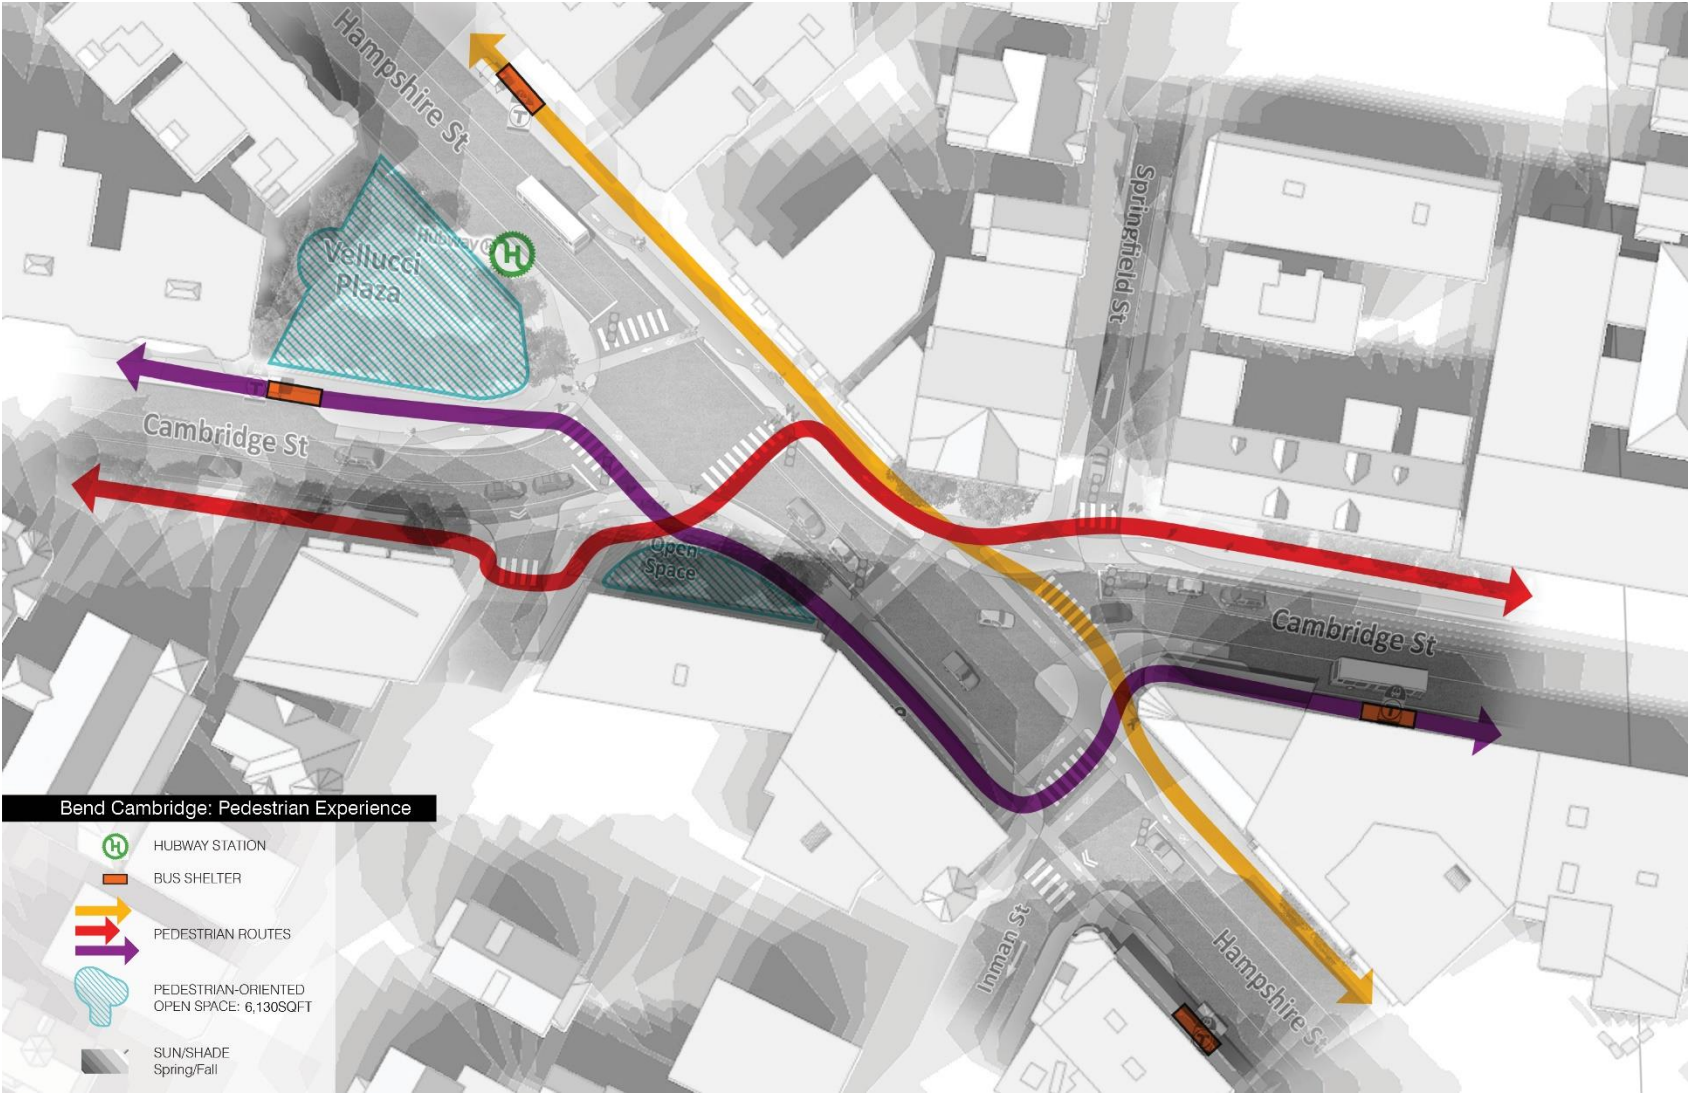 Hampshire St
T
Springfield St
Hubway
H
Vellucci
Plaza
Cambridge St
T
Open
Space
Cambridge St
T
Inman St
Hampshire St
Bend Cambridge: Pedestrian Experience
H
HUBWAY STATION
BUS SHELTER
PEDESTRIAN ROUTES
PEDESTRIAN-ORIENTED
OPEN SPACE: 6,130SQFT
SUN/SHADE
Spring/Fall